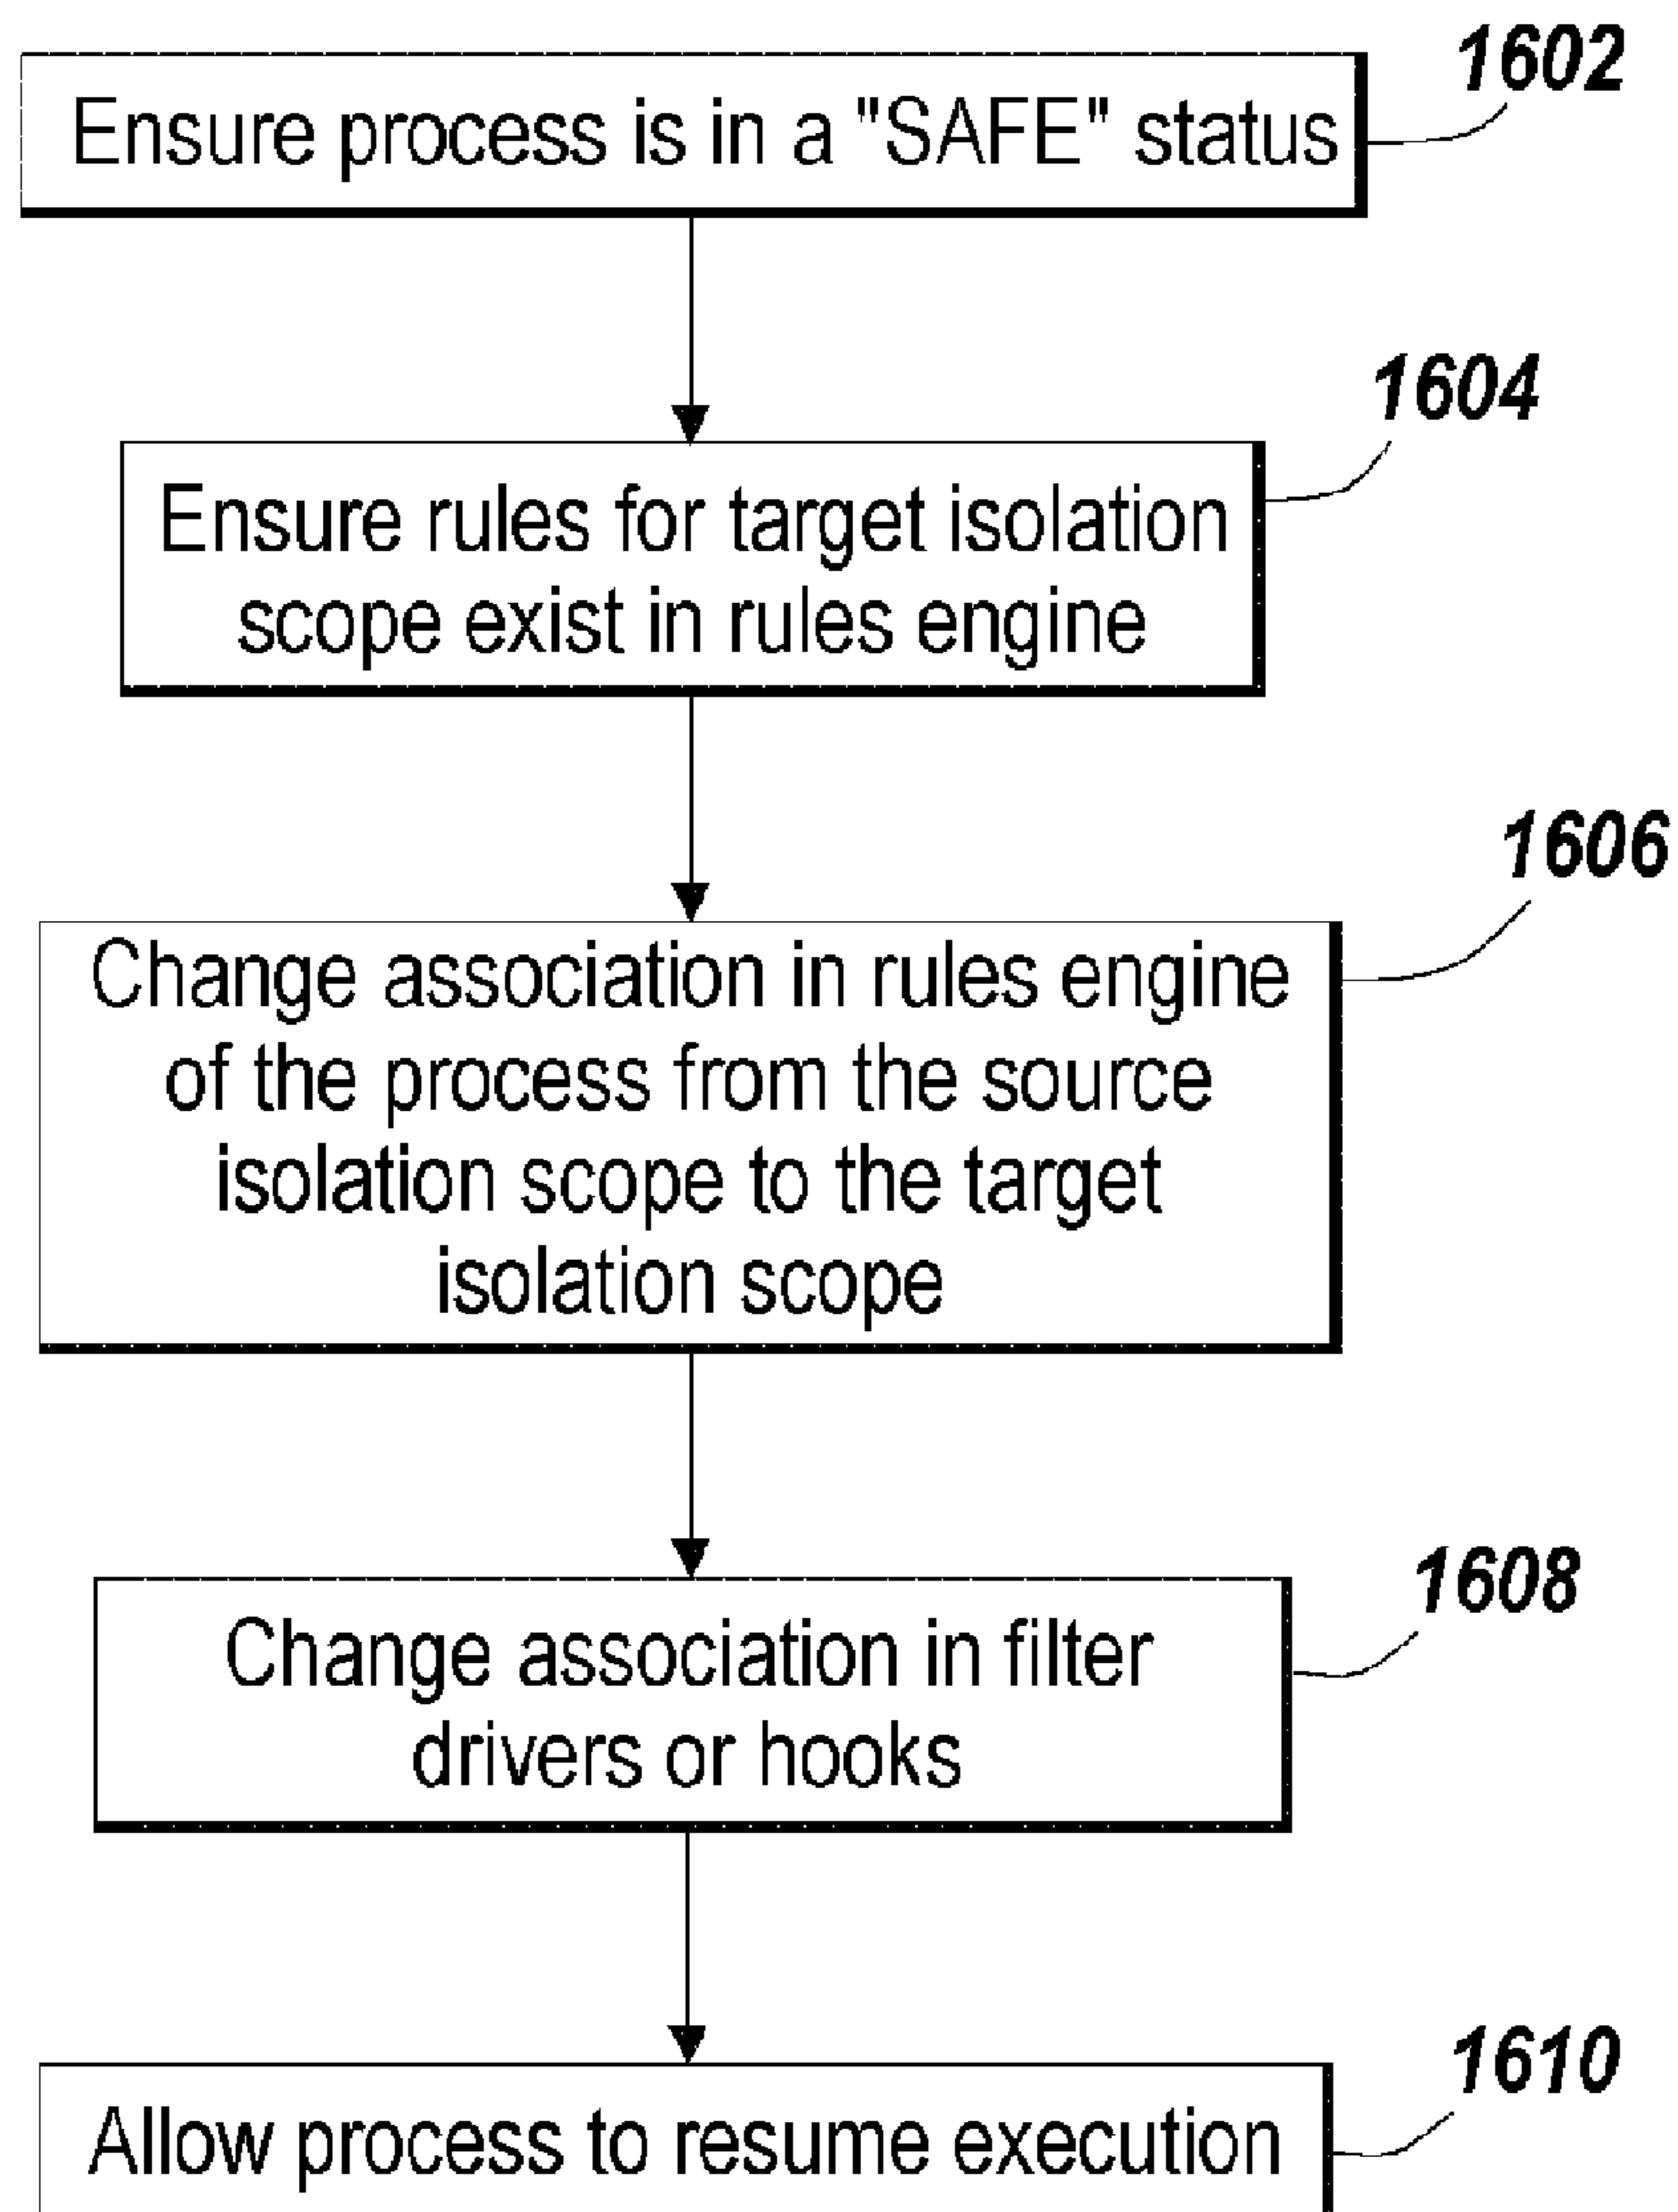 1602
Ensure process is in a "SAFE" status
1604
Ensure rules for target isolation
scope exist in rules engine
1606
Change association in rules engine
of the process from the source
isolation scope to the target
isolation scope
1608
Change association in filter
drivers or hooks
1610
Allow process to resume execution